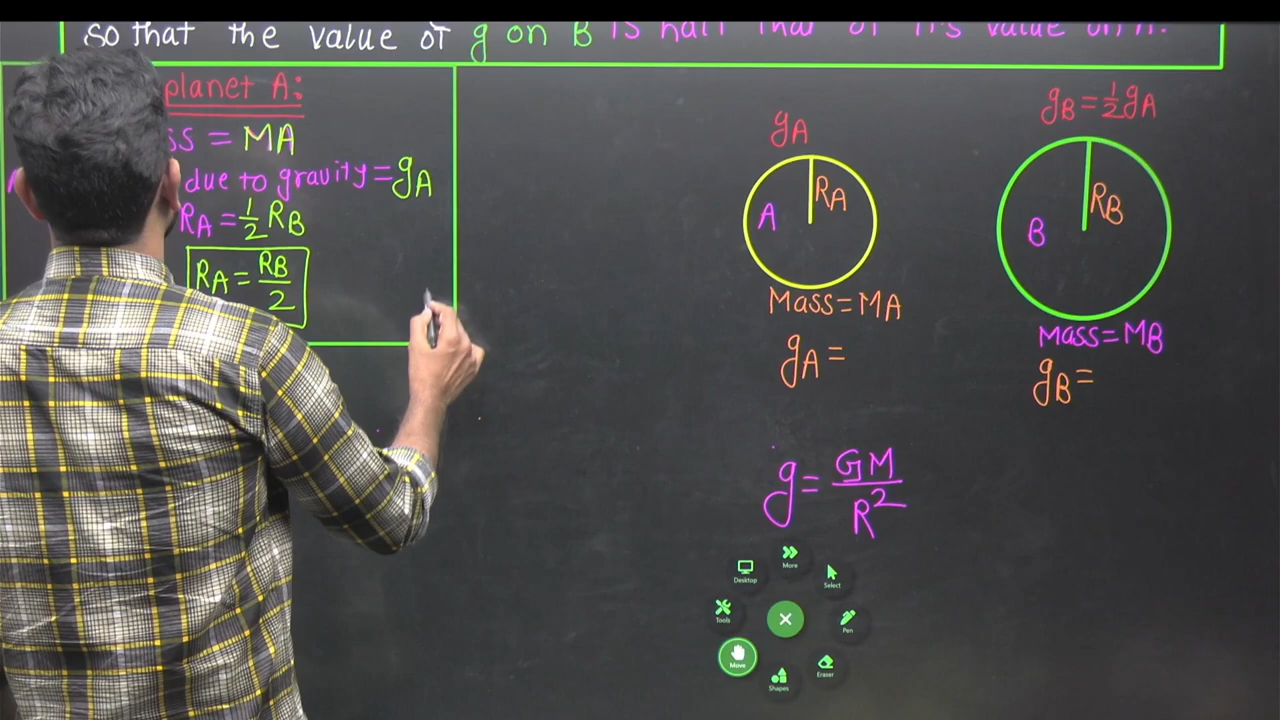 so that the value of g on B is half that of it's value on A.
planet A:
= MA
due to gravity = gA
RA = 1/2 RB
RA = RB/2
gA
RA
A
Mass = MA
gA =
gB = 1/2 gA
RB
B
Mass = MB
gB =
g = GM/R²
More
Desktop
Select
Tools
Pen
Move
Eraser
Shapes